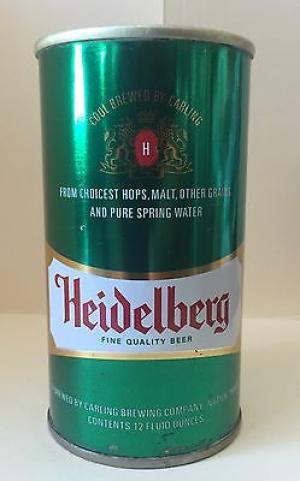 COOL BREWED BY CARLING
H
FROM CHOICEST HOPS, MALT, OTHER GRAINS
AND PURE SPRING WATER
Heidelberg
FINE QUALITY BEER
BREWED BY CARLING BREWING COMPANY,
CONTENTS 12 FLUID OUNCES